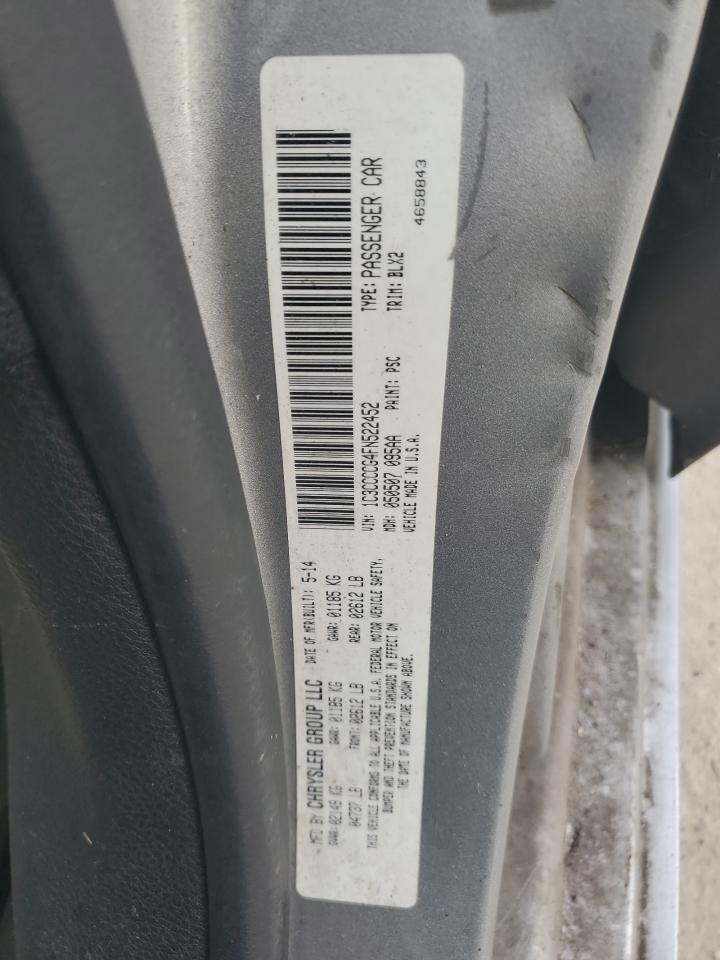 MFD BY CHRYSLER GROUP LLC DATE OF MFR(BUILT): 5-14
GVWR: 02149 KG GAWR: 01185 KG GAWR: 01185 KG
04737 LB FRONT: 02612 LB REAR: 02612 LB
THIS VEHICLE CONFORMS TO ALL APPLICABLE U.S.A. FEDERAL MOTOR VEHICLE SAFETY,
BUMPER AND THEFT PREVENTION STANDARDS IN EFFECT ON
THE DATE OF MANUFACTURE SHOWN ABOVE.
VIN: 1C3CCCCG4FN522452 TYPE: PASSENGER CAR
MDH: 050507 095AA PAINT: PSC TRIM: BLX2
VEHICLE MADE IN U.S.A. 4658843